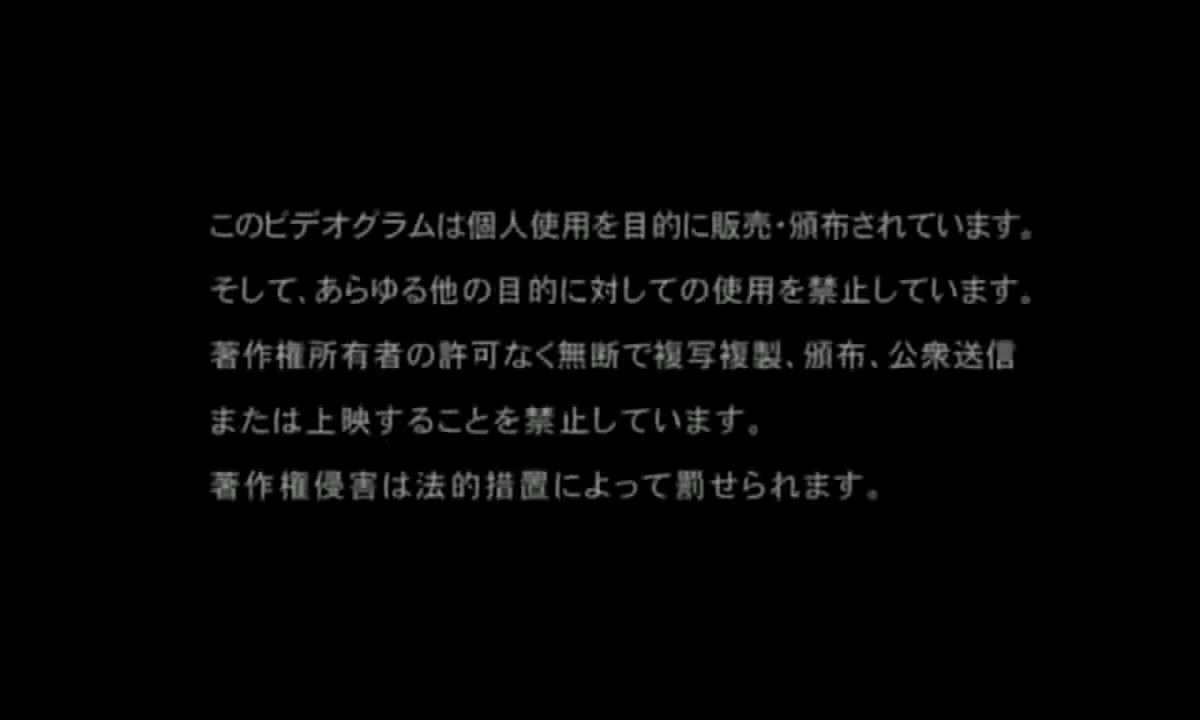 このビデオグラムは個人使用を目的に販売・頒布されています。
そして、あらゆる他の目的に対しての使用を禁止しています。
著作権所有者の許可なく無断で複写複製、頒布、公衆送信
または上映することを禁止しています。
著作権侵害は法的措置によって罰せられます。